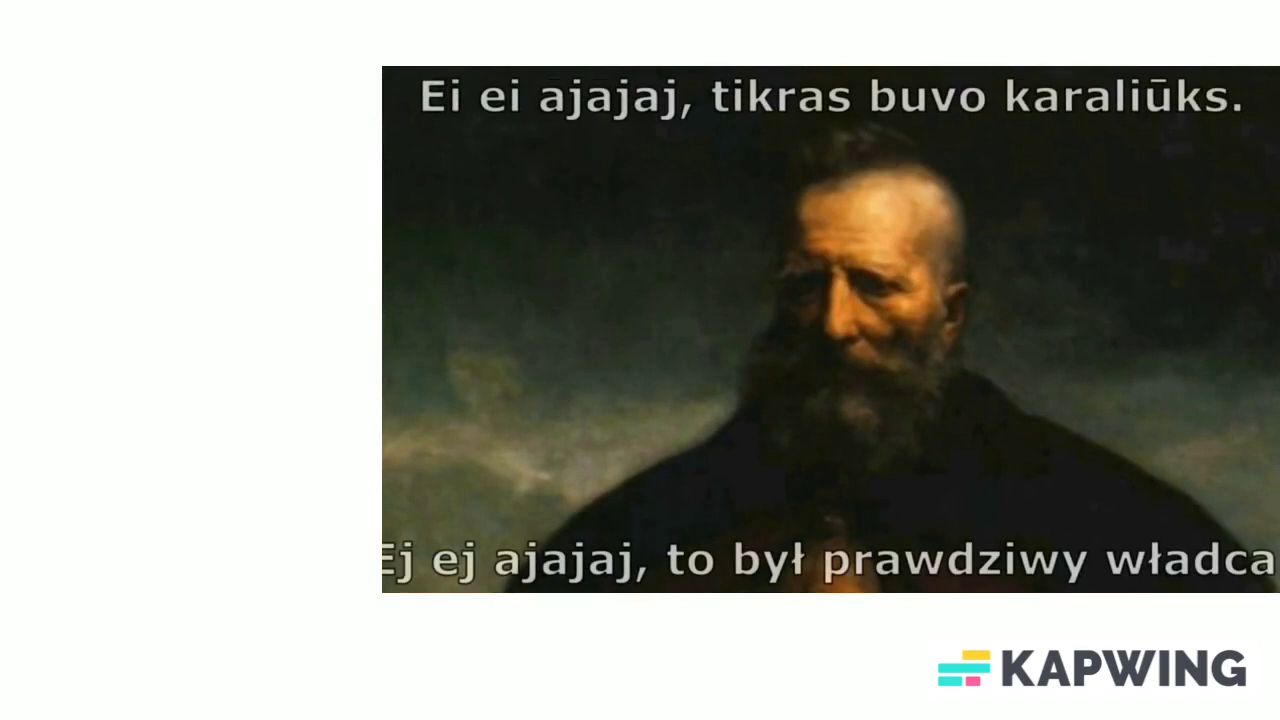 Ei ei ajajaj, tikras buvo karaliūks.
Ej ej ajajaj, to był prawdziwy władca
KAPWING